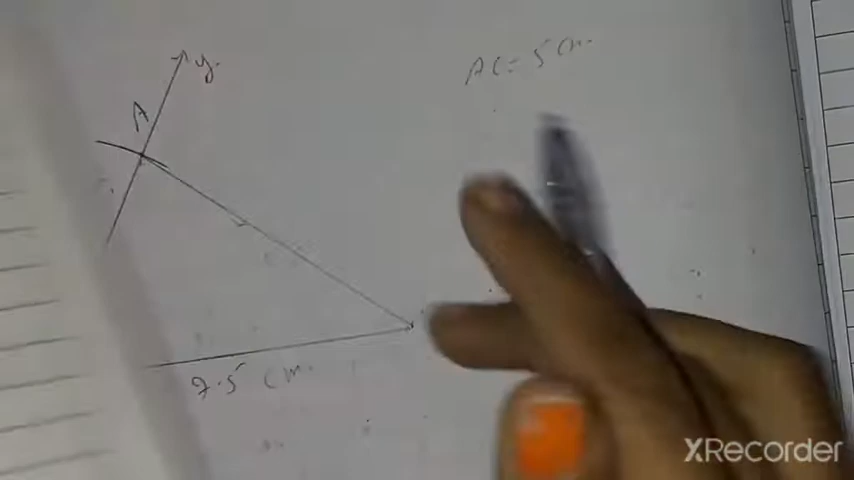 y.
AC = 5 cm.
A
7.5 cm.
XRecorder